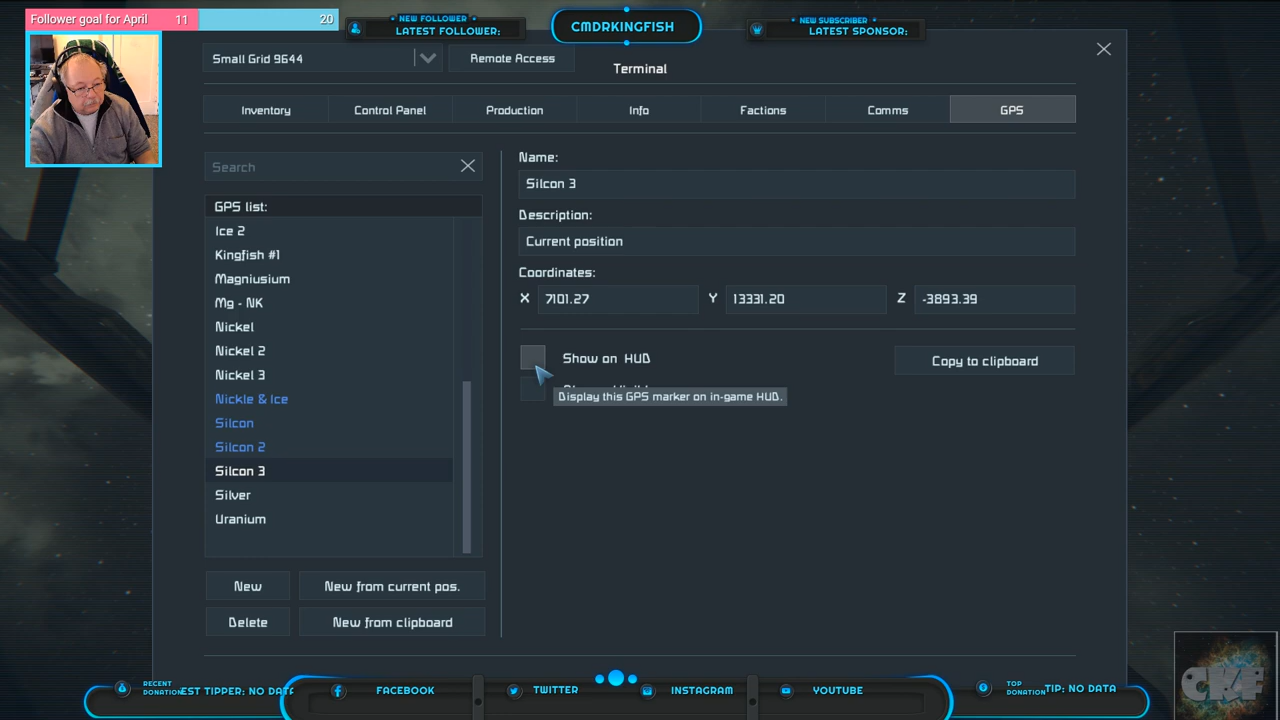 Follower goal for April 11 20
NEW FOLLOWER
LATEST FOLLOWER:
CMDRKINGFISH
NEW SUBSCRIBER
LATEST SPONSOR:
Small Grid 9644
Remote Access
Terminal
Inventory
Control Panel
Production
Info
Factions
Comms
GPS
Search
GPS list:
Ice 2
Kingfish #1
Magniusium
Mg - NK
Nickel
Nickel 2
Nickel 3
Nickle & Ice
Silcon
Silcon 2
Silcon 3
Silver
Uranium
New
New from current pos.
Delete
New from clipboard
Name:
Silcon 3
Description:
Current position
Coordinates:
X 7101.27 Y 13331.20 Z -3893.39
Show on HUD
Copy to clipboard
Display this GPS marker on in-game HUD.
RECENT
DONATION
EST TIPPER: NO DATA
FACEBOOK
TWITTER
INSTAGRAM
YOUTUBE
TOP
DONATION
TIP: NO DATA
CKF